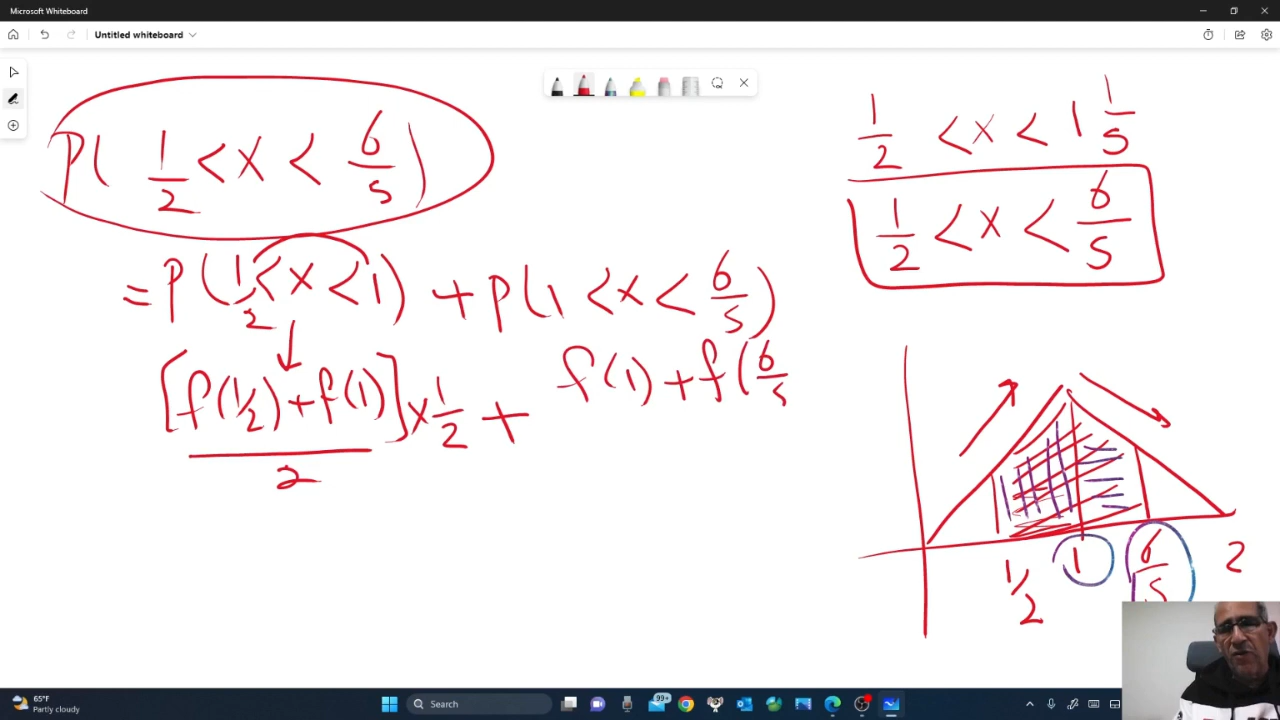 Microsoft Whiteboard
Untitled whiteboard
P( 1/2 < x < 6/5 )
= P( 1/2 < x < 1 ) + P( 1 < x < 6/5 )
[f(1/2) + f(1)]/2 × 1/2 + f(1) + f(6/5
1/2 < x < 1 1/5
1/2 < x < 6/5
1/2 1 6/5 2
65°F
Partly cloudy
Search
99+